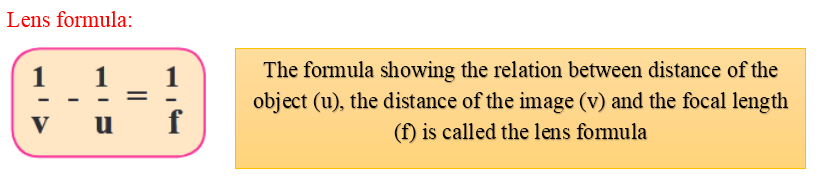 Lens formula:
1/v - 1/u = 1/f
The formula showing the relation between distance of the
object (u), the distance of the image (v) and the focal length
(f) is called the lens formula